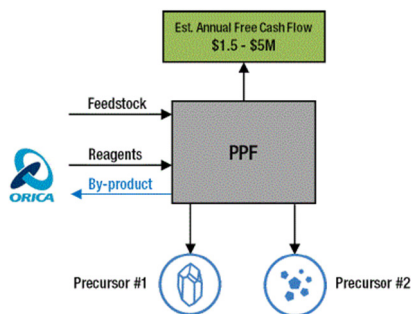 Est. Annual Free Cash Flow
$1.5 - $5M
Feedstock
Reagents
PPF
By-product
ORICA
Precursor #1
Precursor #2